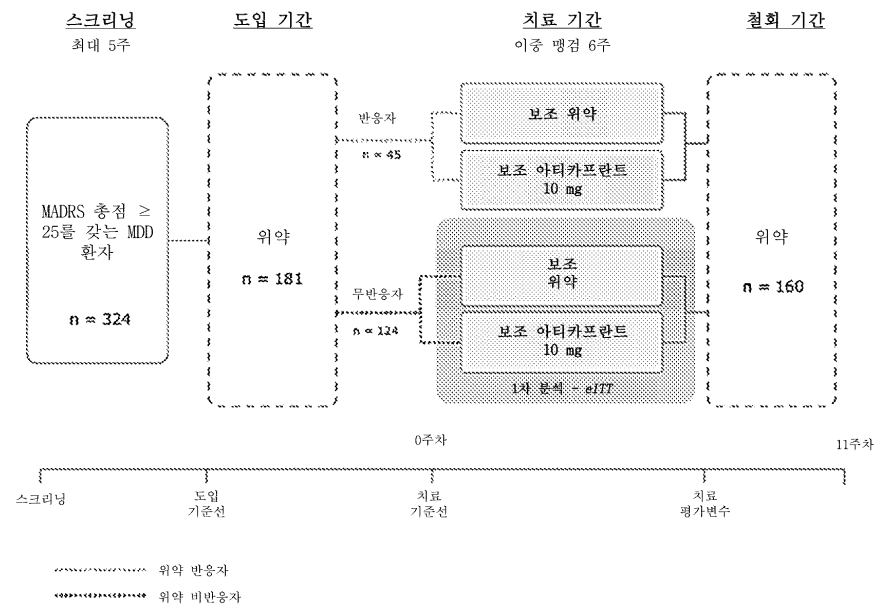 스크리닝
최대 5주
도입 기간
치료 기간
이중 맹검 6주
철회 기간
MADRS 총점 ≥
25를 갖는 MDD
환자
n = 324
위약
n = 181
반응자
n = 45
무반응자
n = 124
보조 위약
보조 아티카프란트
10 mg
보조
위약
보조 아티카프란트
10 mg
1차 분석 - eITT
위약
n = 160
0주차
11주차
스크리닝
도입
기준선
치료
기준선
치료
평가변수
위약 반응자
위약 비반응자